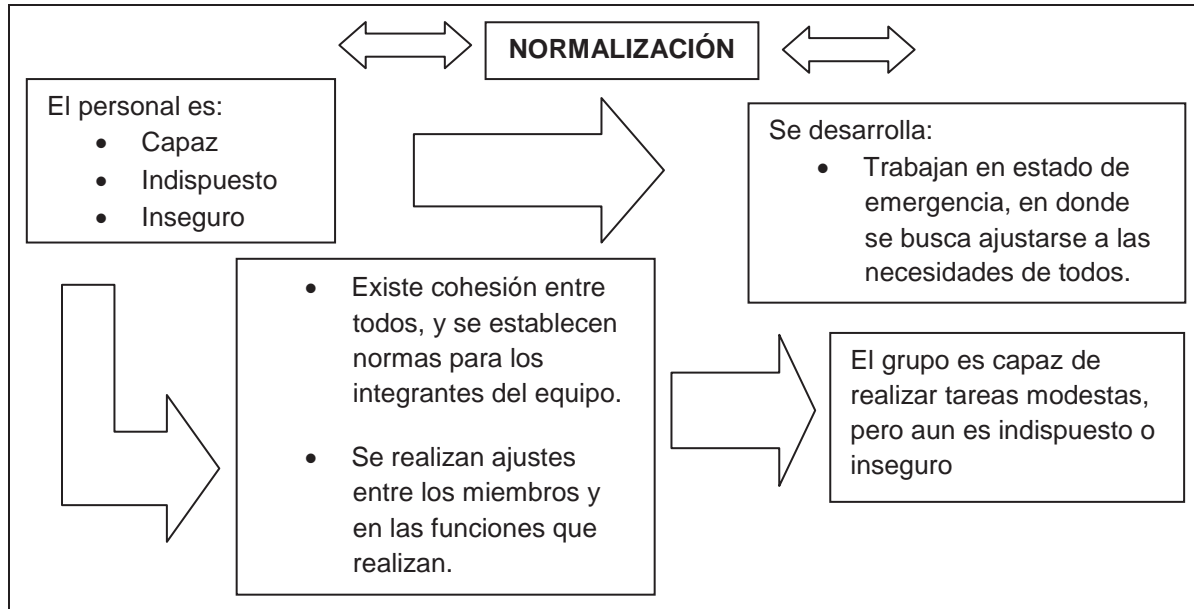 NORMALIZACIÓN
El personal es:
• Capaz
• Indispuesto
• Inseguro
Se desarrolla:
• Trabajan en estado de
emergencia, en donde
se busca ajustarse a las
necesidades de todos.
• Existe cohesión entre
todos, y se establecen
normas para los
integrantes del equipo.
• Se realizan ajustes
entre los miembros y
en las funciones que
realizan.
El grupo es capaz de
realizar tareas modestas,
pero aun es indispuesto o
inseguro